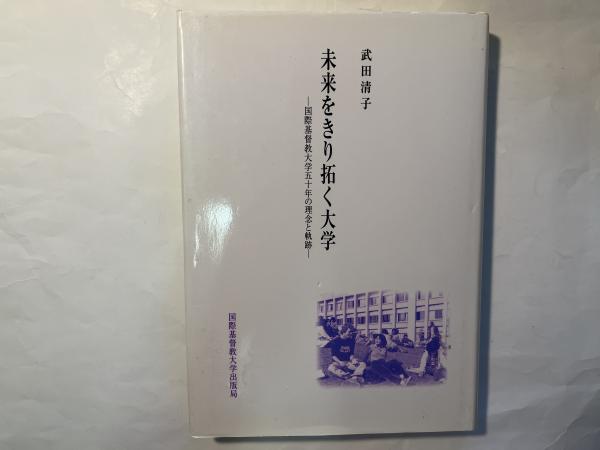 武田清子
未来をきり拓く大学
―国際基督教大学五十年の理念と軌跡―
国際基督教大学出版局